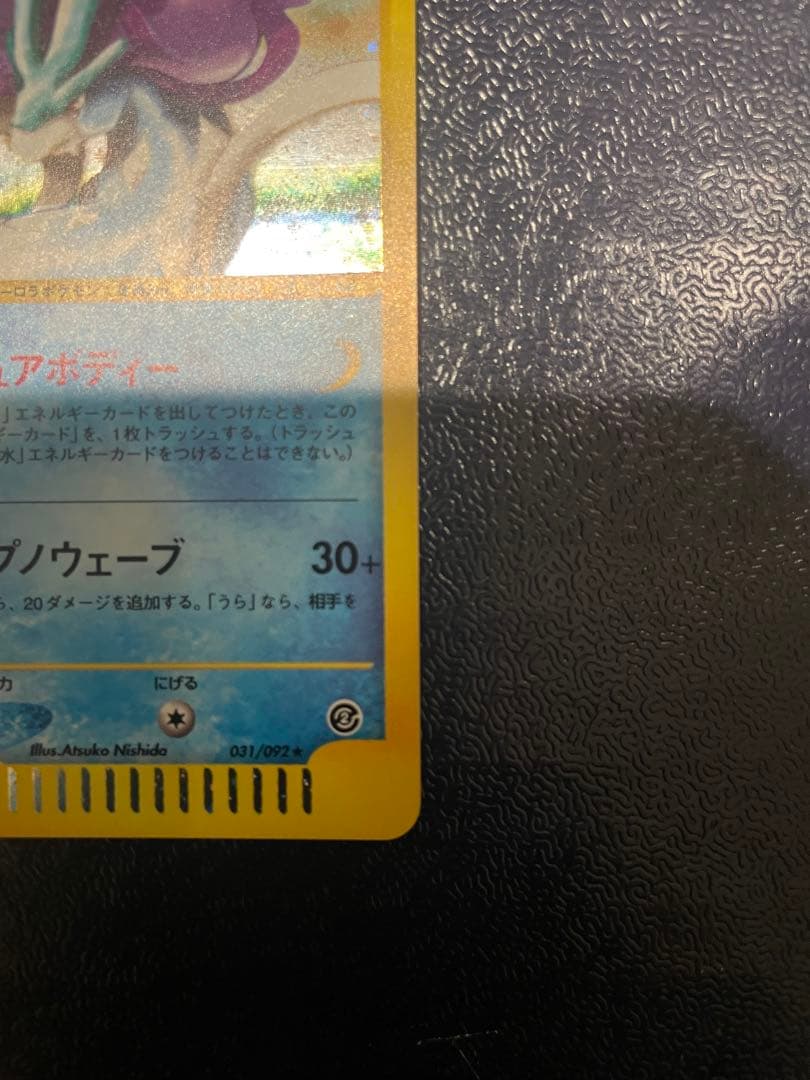 ーロラポケモン
ュアボディー
」エネルギーカードを出してつけたとき、この
ギーカード」を、1枚トラッシュする。(トラッシュ
水」エネルギーカードをつけることはできない。)
プノウェーブ 30+
ら、20ダメージを追加する。「うら」なら、相手を
力 にげる
Illus.Atsuko Nishida 031/092★